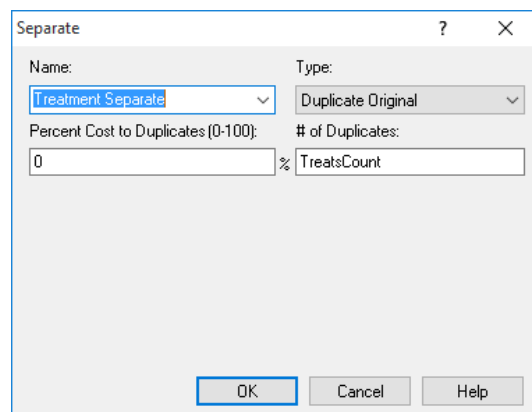 Separate ?
Name: Type:
Treatment Separate Duplicate Original
Percent Cost to Duplicates (0-100): # of Duplicates:
0 % TreatsCount
OK Cancel Help